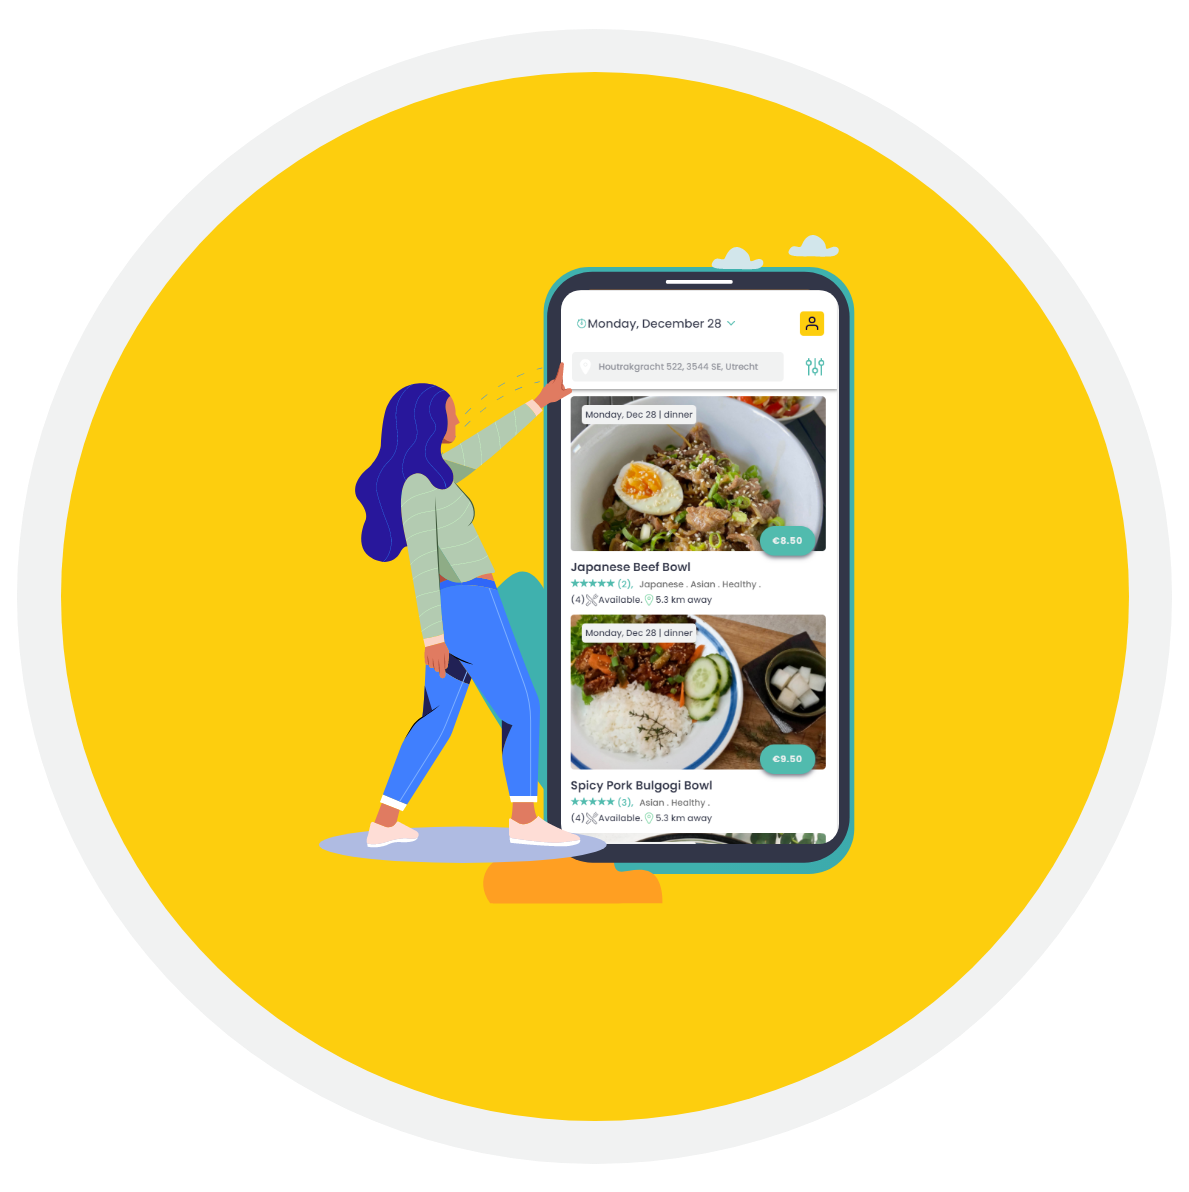 Monday, December 28
Houtrakgracht 522, 3544 SE, Utrecht
Monday, Dec 28 | dinner
€8.50
Japanese Beef Bowl
★★★★★ (2), Japanese . Asian . Healthy .
(4) Available. 5.3 km away
Monday, Dec 28 | dinner
€9.50
Spicy Pork Bulgogi Bowl
★★★★★ (3), Asian . Healthy .
(4) Available. 5.3 km away